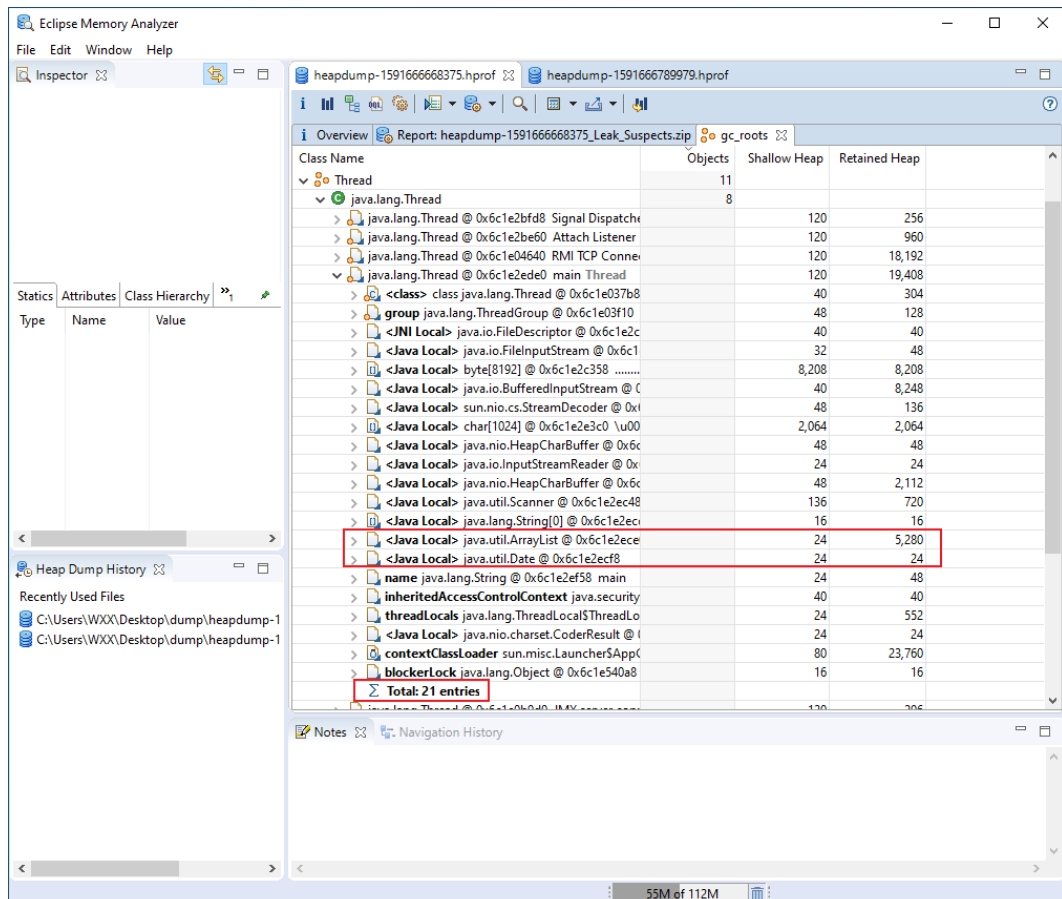 Eclipse Memory Analyzer
File Edit Window Help
Inspector
heapdump-1591666668375.hprof heapdump-1591666789979.hprof
i Overview Report: heapdump-1591666668375_Leak_Suspects.zip gc_roots
Class Name Objects Shallow Heap Retained Heap
Thread 11
java.lang.Thread 8
java.lang.Thread @ 0x6c1e2bfd8 Signal Dispatche 120 256
java.lang.Thread @ 0x6c1e2be60 Attach Listener 120 960
java.lang.Thread @ 0x6c1e04640 RMI TCP Conne 120 18,192
java.lang.Thread @ 0x6c1e2ede0 main Thread 120 19,408
<class> class java.lang.Thread @ 0x6c1e037b8 40 304
group java.lang.ThreadGroup @ 0x6c1e03f10 48 128
<JNI Local> java.io.FileDescriptor @ 0x6c1e2c 40 40
<Java Local> java.io.FileInputStream @ 0x6c1 32 48
<Java Local> byte[8192] @ 0x6c1e2c358 ........ 8,208 8,208
<Java Local> java.io.BufferedInputStream @ 0 40 8,248
<Java Local> sun.nio.cs.StreamDecoder @ 0x6 48 136
<Java Local> char[1024] @ 0x6c1e2e3c0 \u00 2,064 2,064
<Java Local> java.nio.HeapCharBuffer @ 0x6c 48 48
<Java Local> java.io.InputStreamReader @ 0x 24 24
<Java Local> java.nio.HeapCharBuffer @ 0x6c 48 2,112
<Java Local> java.util.Scanner @ 0x6c1e2ec48 136 720
<Java Local> java.lang.String[0] @ 0x6c1e2ec 16 16
<Java Local> java.util.ArrayList @ 0x6c1e2ece 24 5,280
<Java Local> java.util.Date @ 0x6c1e2ecf8 24 24
name java.lang.String @ 0x6c1e2ef58 main 24 48
inheritedAccessControlContext java.security 40 40
threadLocals java.lang.ThreadLocal$ThreadLo 24 552
<Java Local> java.nio.charset.CoderResult @ 24 24
contextClassLoader sun.misc.Launcher$App 80 23,760
blockerLock java.lang.Object @ 0x6c1e540a8 16 16
Σ Total: 21 entries
Statics Attributes Class Hierarchy »1
Type Name Value
Heap Dump History
Recently Used Files
C:\Users\WXX\Desktop\dump\heapdump-1
C:\Users\WXX\Desktop\dump\heapdump-1
Notes Navigation History
55M of 112M